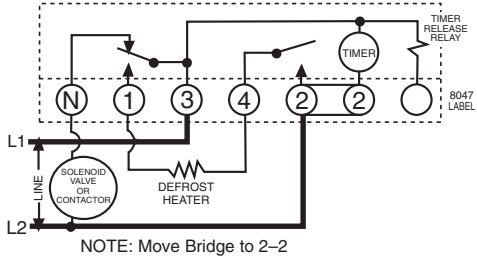 TIMER
RELEASE
RELAY
TIMER
N
1
3
4
2
2
8047
LABEL
L1
LINE
SOLENOID
VALVE
OR
CONTACTOR
DEFROST
HEATER
L2
NOTE: Move Bridge to 2–2